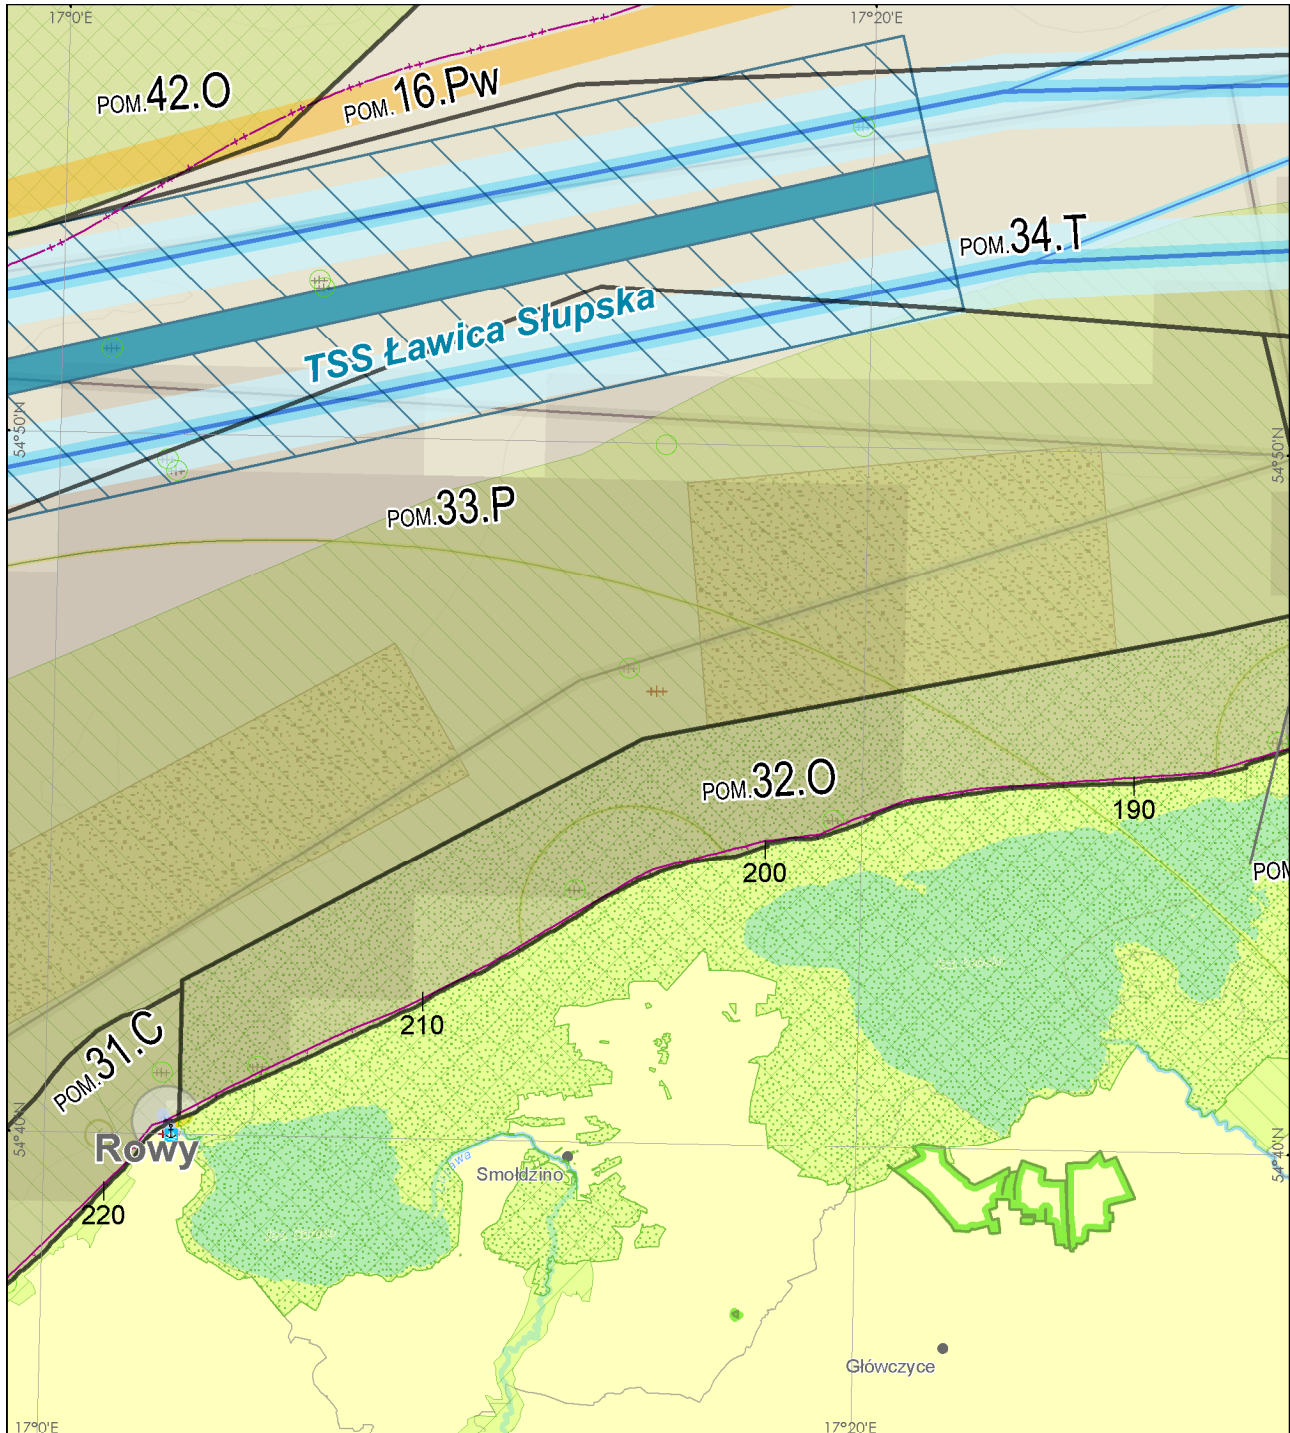 17°0'E
17°20'E
POM.42.O
POM.16.Pw
POM.34.T
TSS Ławica Słupska
54°50'N
54°50'N
POM.33.P
POM.32.O
190
200
POM
210
POM.31.C
54°40'N
54°40'N
Rowy
Smołdzino
220
Główczyce
17°0'E
17°20'E